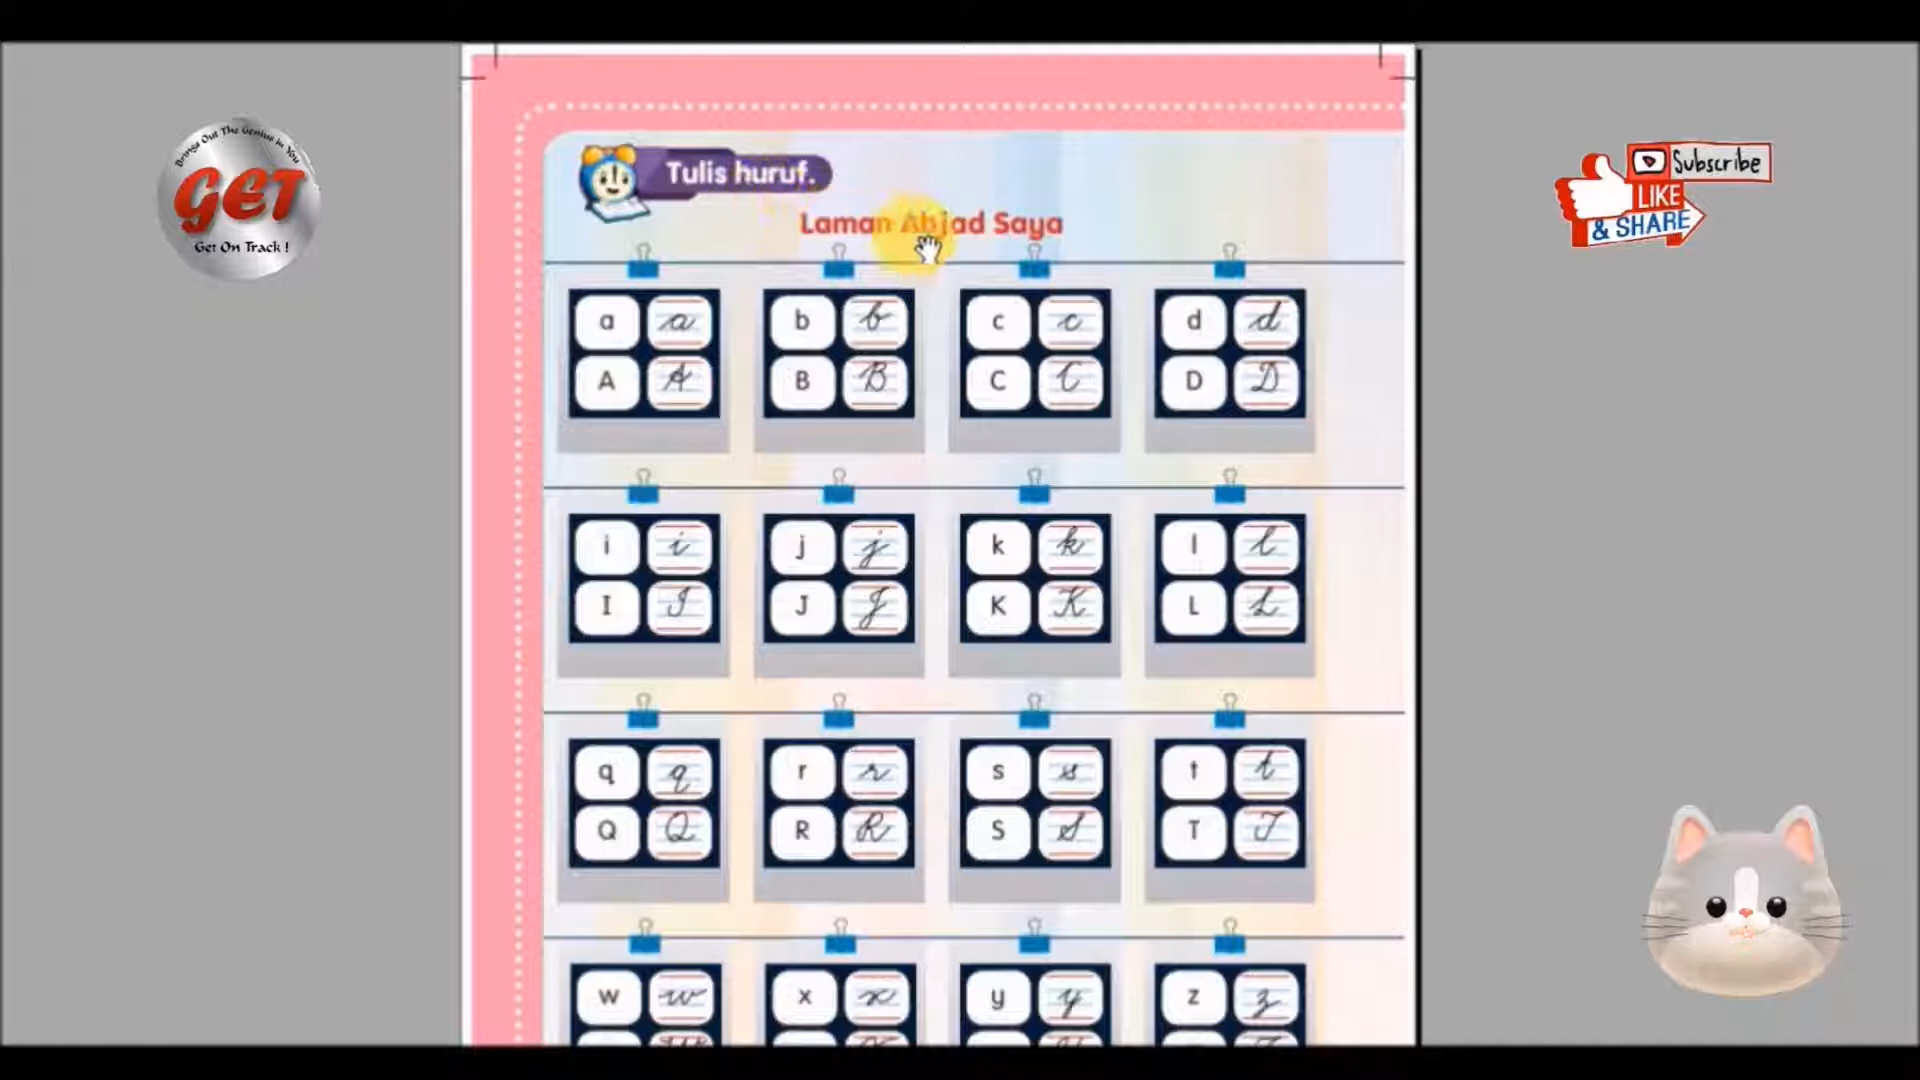 Brings Out The Genius in You
GET
Get On Track !
Subscribe
LIKE
& SHARE
Tulis huruf.
Laman Abjad Saya
a a b b c c d d
A A B B C C D D
i i j j k k l l
I I J J K K L L
q q r r s s t t
Q Q R R S S T T
w w x x y y z z